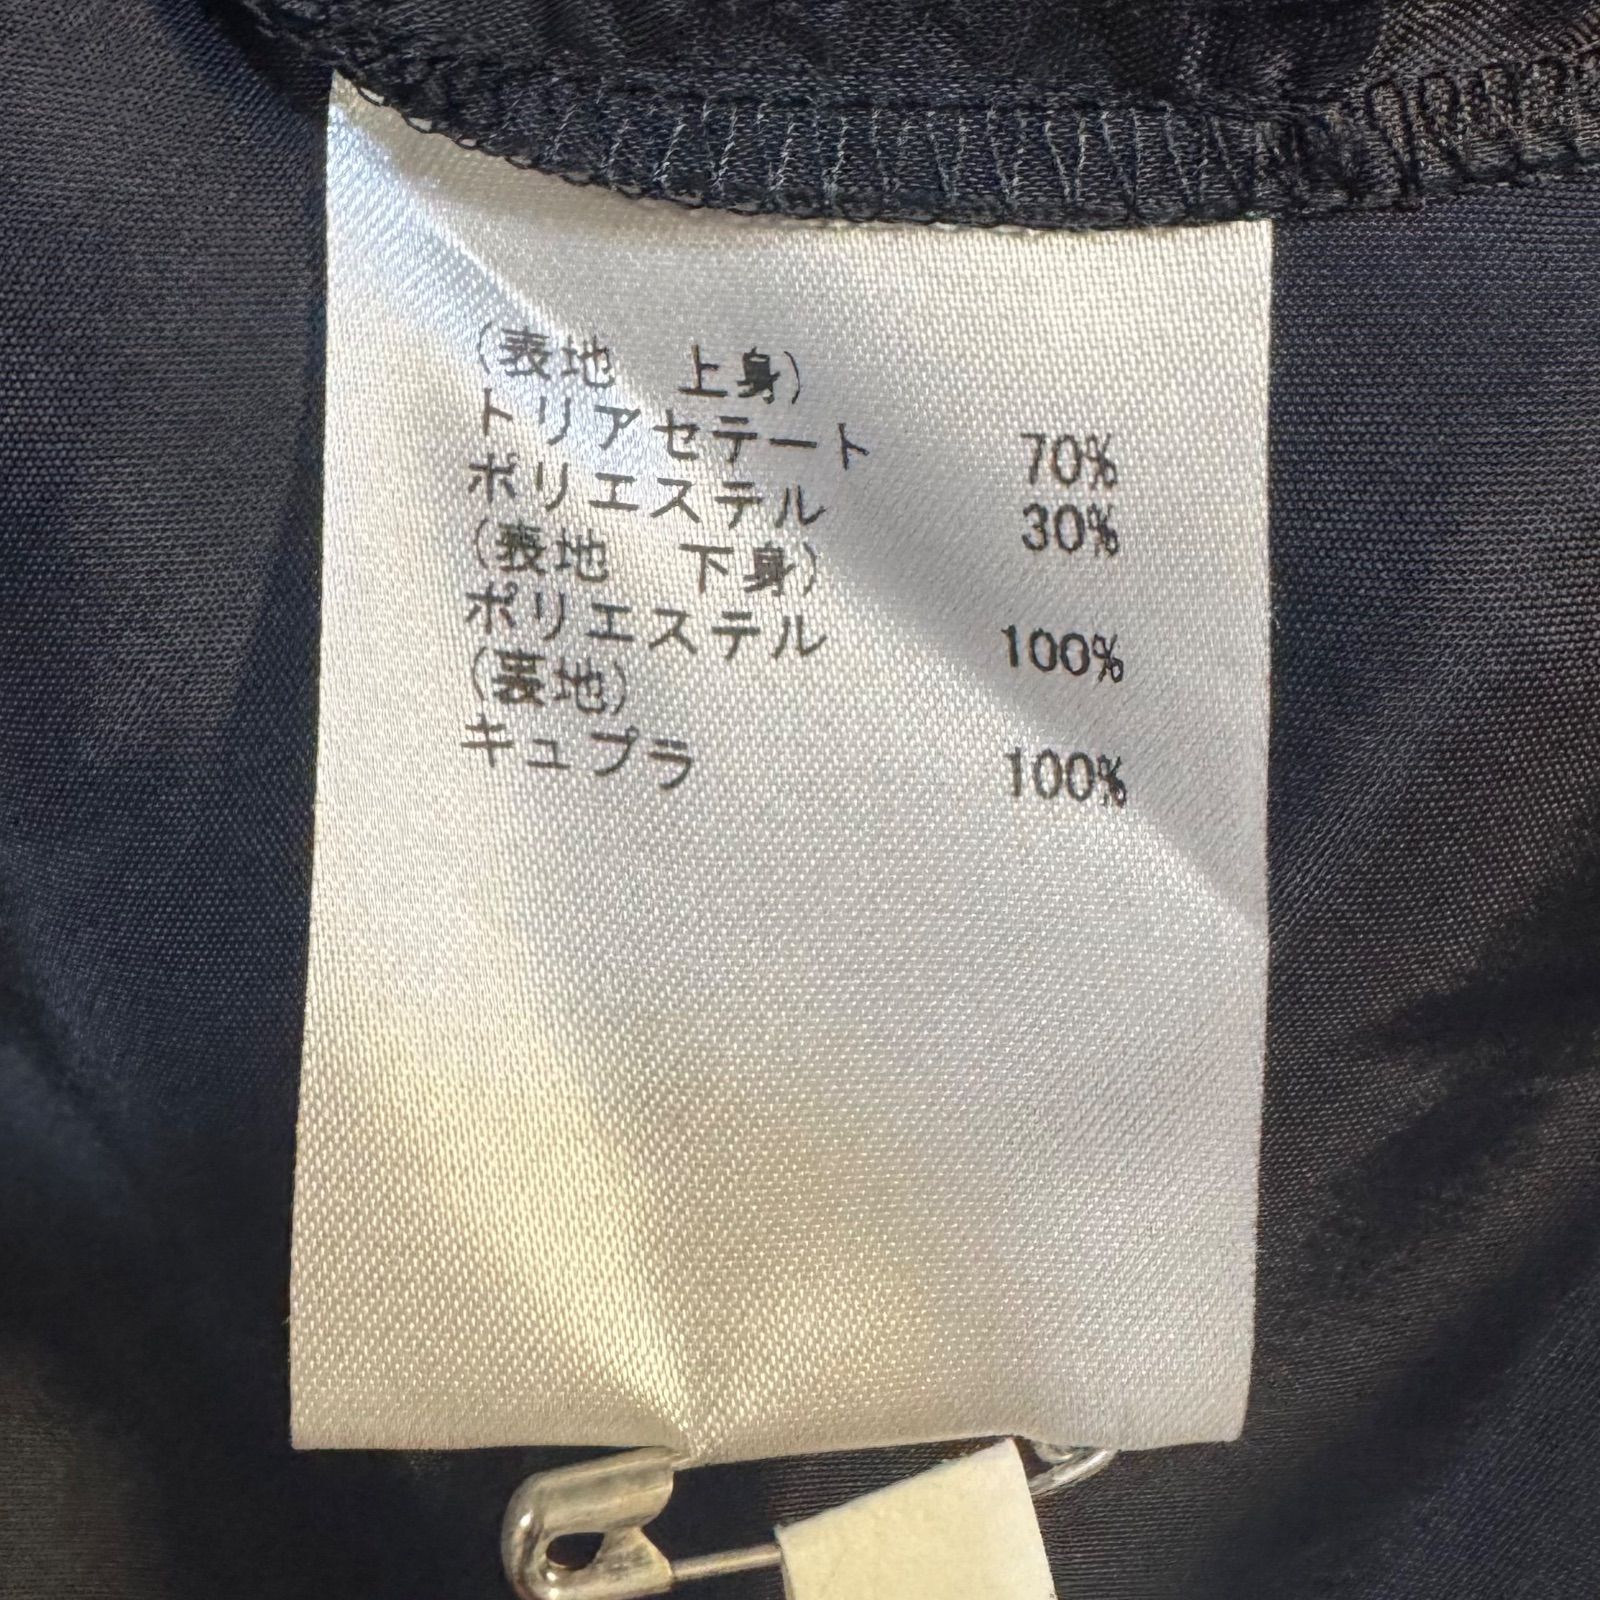 (表地　上身)
トリアセテート 70%
ポリエステル 30%
(表地　下身)
ポリエステル 100%
(裏地)
キュプラ 100%